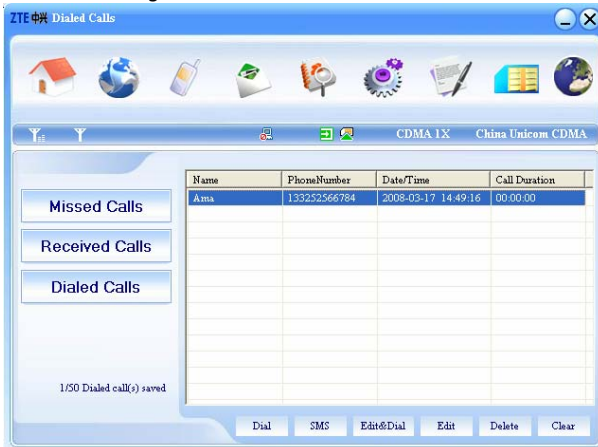 ZTE中兴 Dialed Calls
CDMA 1X China Unicom CDMA
Name PhoneNumber Date/Time Call Duration
Ama 133252566784 2008-03-17 14:49:16 00:00:00
Missed Calls
Received Calls
Dialed Calls
1/50 Dialed call(s) saved
Dial SMS Edit&Dial Edit Delete Clear